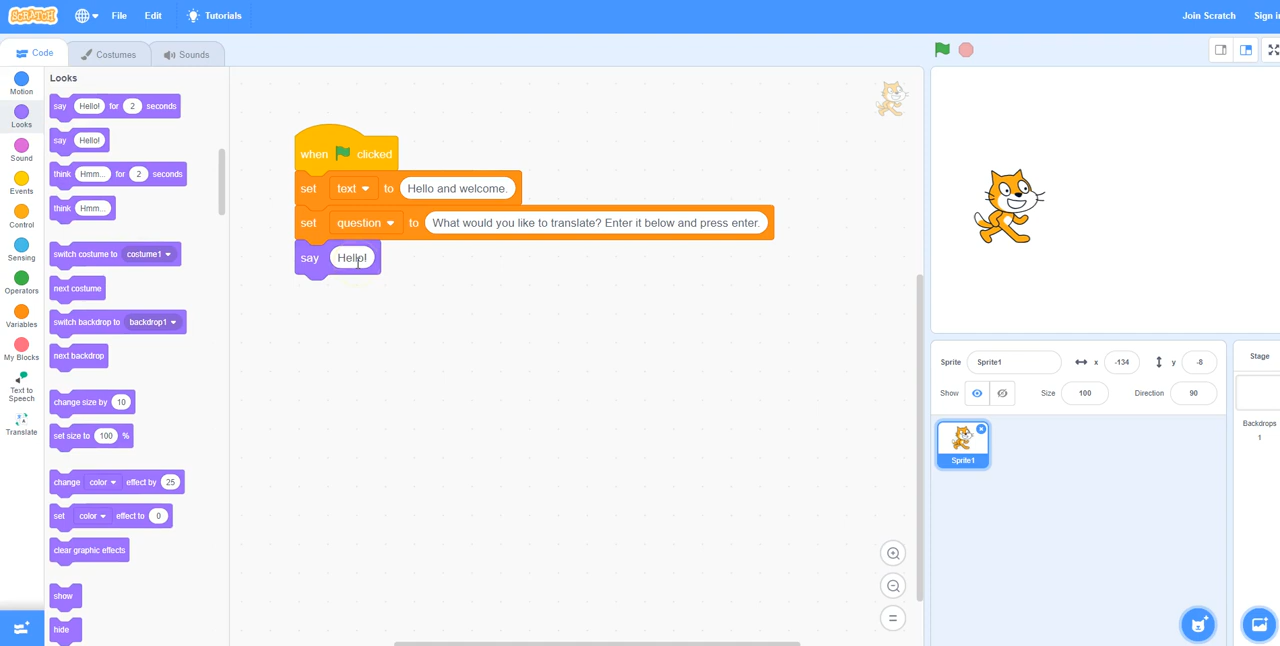 SCRATCH File Edit Tutorials Join Scratch Sign i
Code Costumes Sounds
Motion
Looks
Sound
Events
Control
Sensing
Operators
Variables
My Blocks
Text to
Speech
Translate
Looks
say Hello! for 2 seconds
say Hello!
think Hmm... for 2 seconds
think Hmm...
switch costume to costume1
next costume
switch backdrop to backdrop1
next backdrop
change size by 10
set size to 100 %
change color effect by 25
set color effect to 0
clear graphic effects
show
hide
when clicked
set text to Hello and welcome.
set question to What would you like to translate? Enter it below and press enter.
say Hello!
Sprite Sprite1 x -134 y -8
Show Size 100 Direction 90
Sprite1
Stage
Backdrops
1